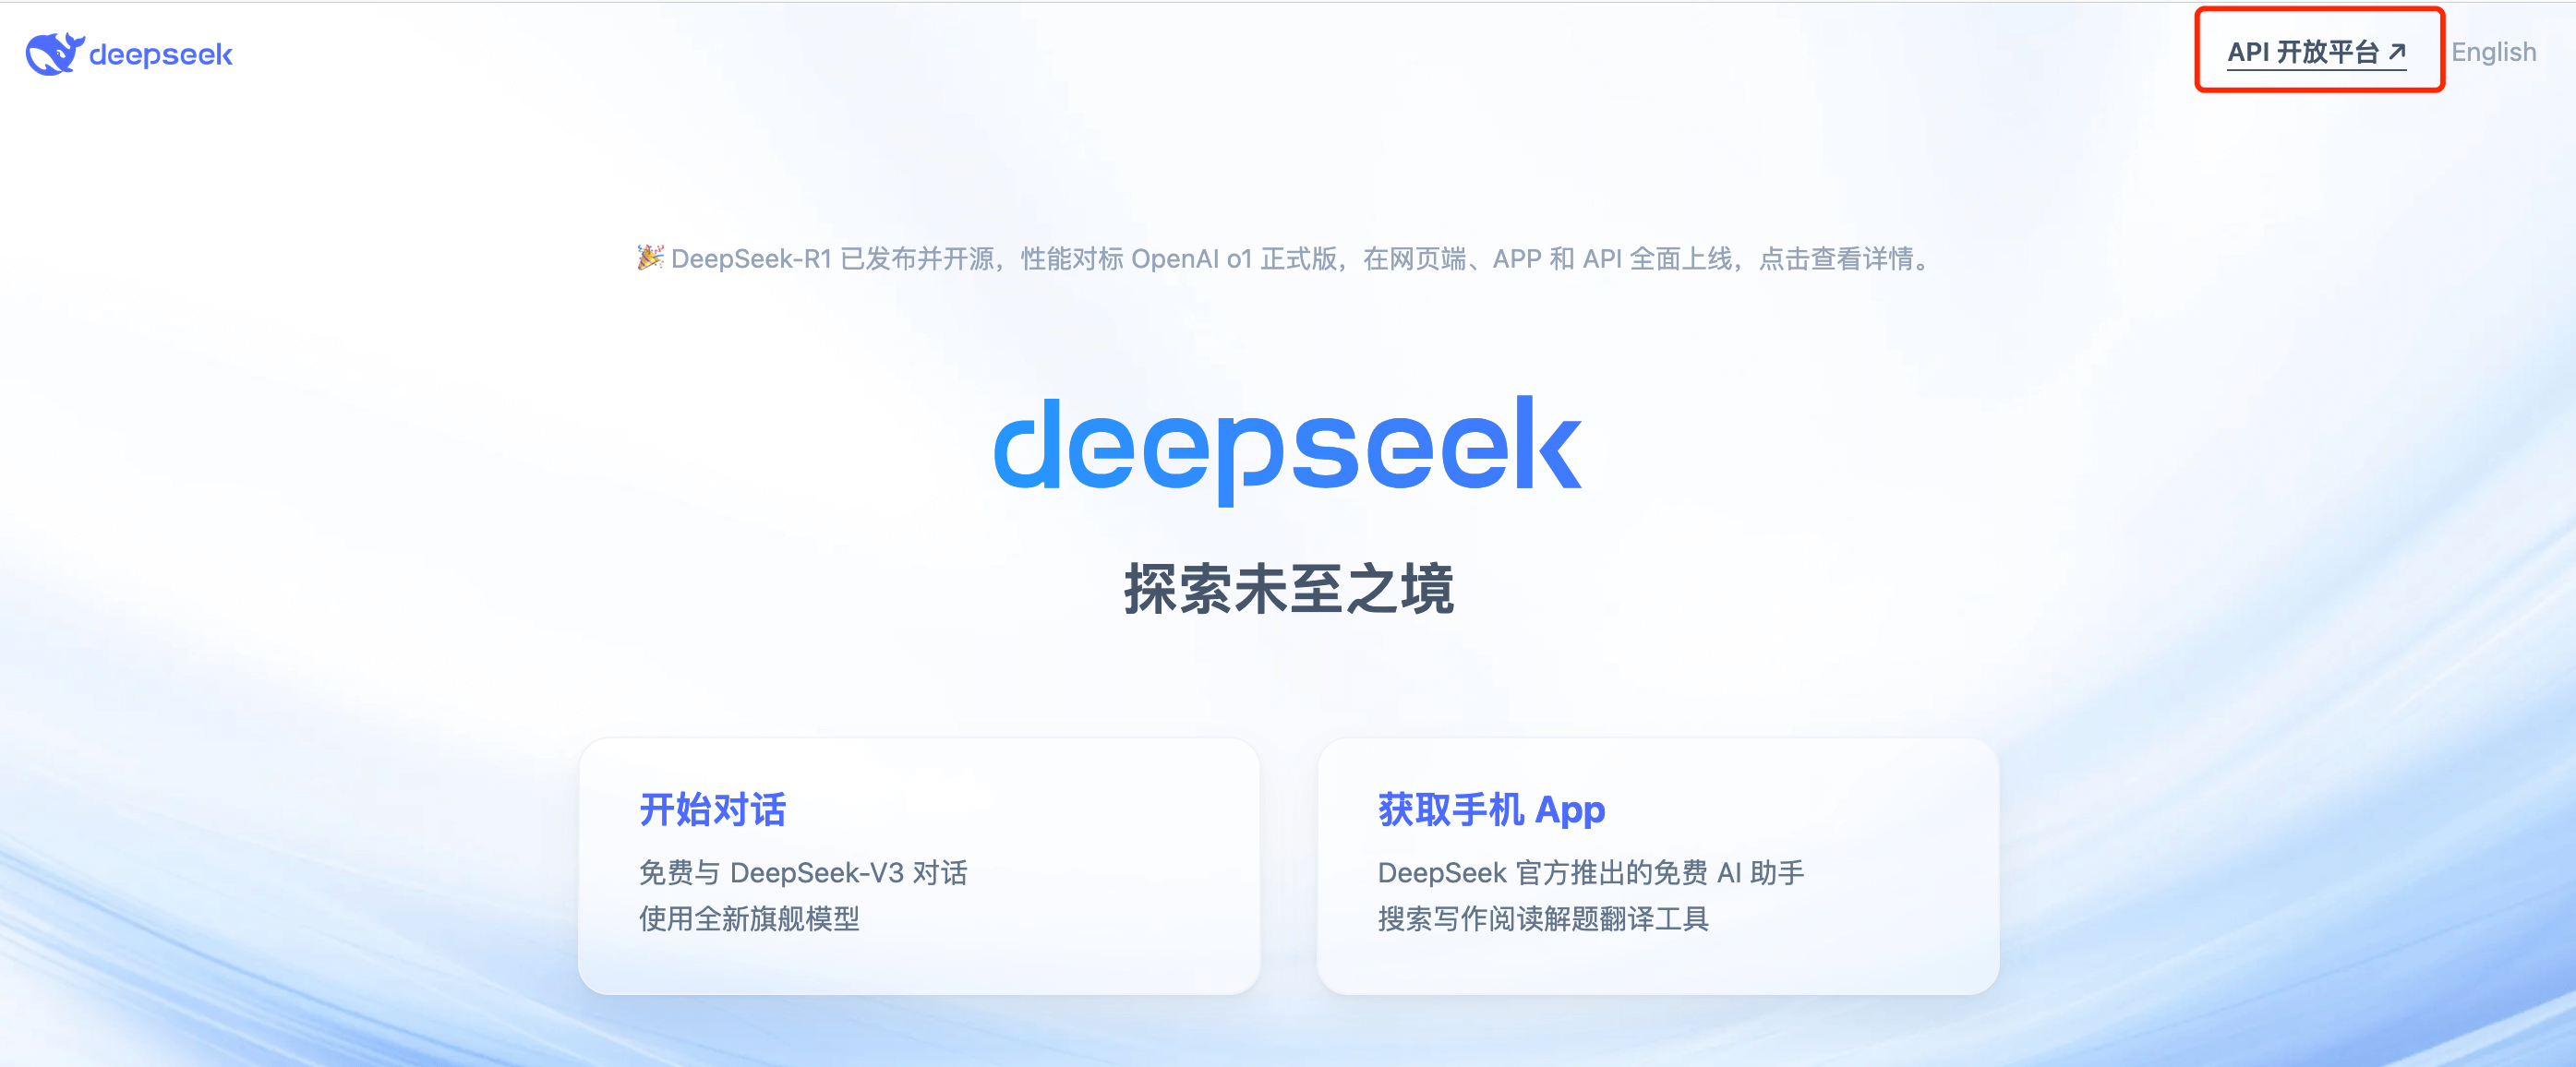 deepseek
API 开放平台 ↗
English
🎉 DeepSeek-R1 已发布并开源，性能对标 OpenAI o1 正式版，在网页端、APP 和 API 全面上线，点击查看详情。
deepseek
探索未至之境
开始对话
免费与 DeepSeek-V3 对话
使用全新旗舰模型
获取手机 App
DeepSeek 官方推出的免费 AI 助手
搜索写作阅读解题翻译工具